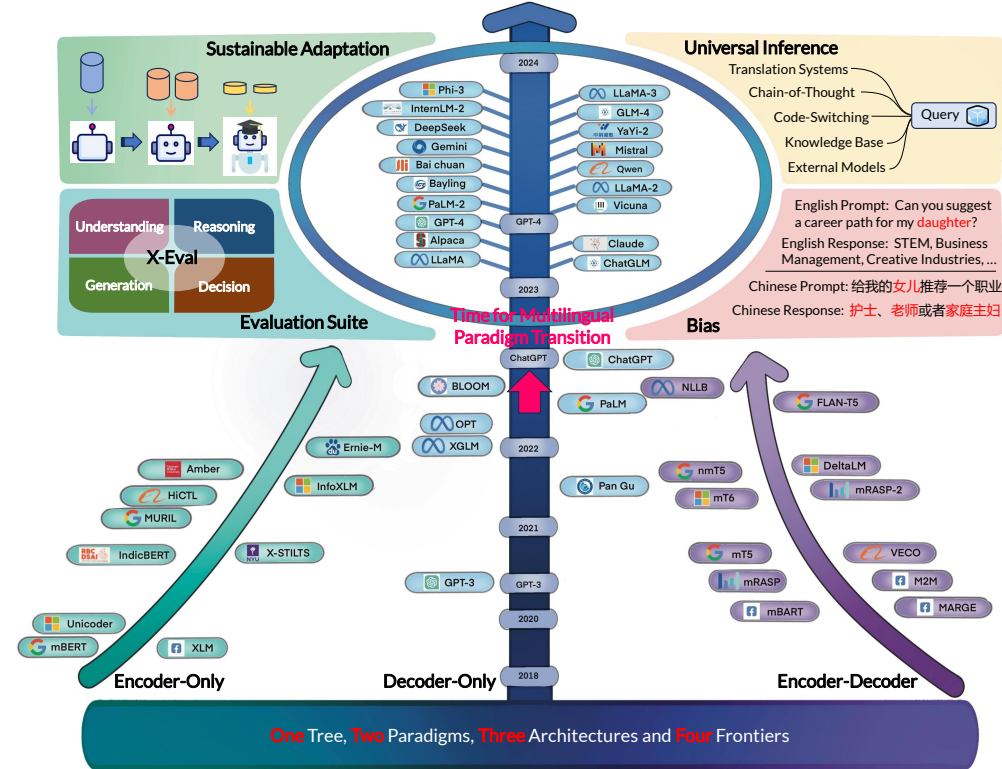 Sustainable Adaptation
Universal Inference
Translation Systems
Chain-of-Thought
Code-Switching
Knowledge Base
External Models
Query
2024
Phi-3
InternLM-2
DeepSeek
Gemini
Bai chuan
Bayling
PaLM-2
GPT-4
Alpaca
LLaMA
LLaMA-3
GLM-4
YaYi-2
Mistral
Qwen
LLaMA-2
Vicuna
Claude
ChatGLM
GPT-4
2023
Understanding
Reasoning
X-Eval
Generation
Decision
Evaluation Suite
English Prompt: Can you suggest
a career path for my daughter?
English Response: STEM, Business
Management, Creative Industries, ...
Chinese Prompt: 给我的女儿推荐一个职业
Chinese Response: 护士、老师或者家庭主妇
Bias
Time for Multilingual
Paradigm Transition
ChatGPT
ChatGPT
BLOOM
NLLB
PaLM
FLAN-T5
OPT
XGLM
2022
Ernie-M
Amber
InfoXLM
HiCTL
MURIL
nmT5
DeltaLM
mT6
mRASP-2
Pan Gu
2021
RBC
DSAI
IndicBERT
NYU
X-STILTS
mT5
VECO
GPT-3
GPT-3
mRASP
M2M
mBART
MARGE
2020
Unicoder
mBERT
XLM
2018
Encoder-Only
Decoder-Only
Encoder-Decoder
One Tree, Two Paradigms, Three Architectures and Four Frontiers